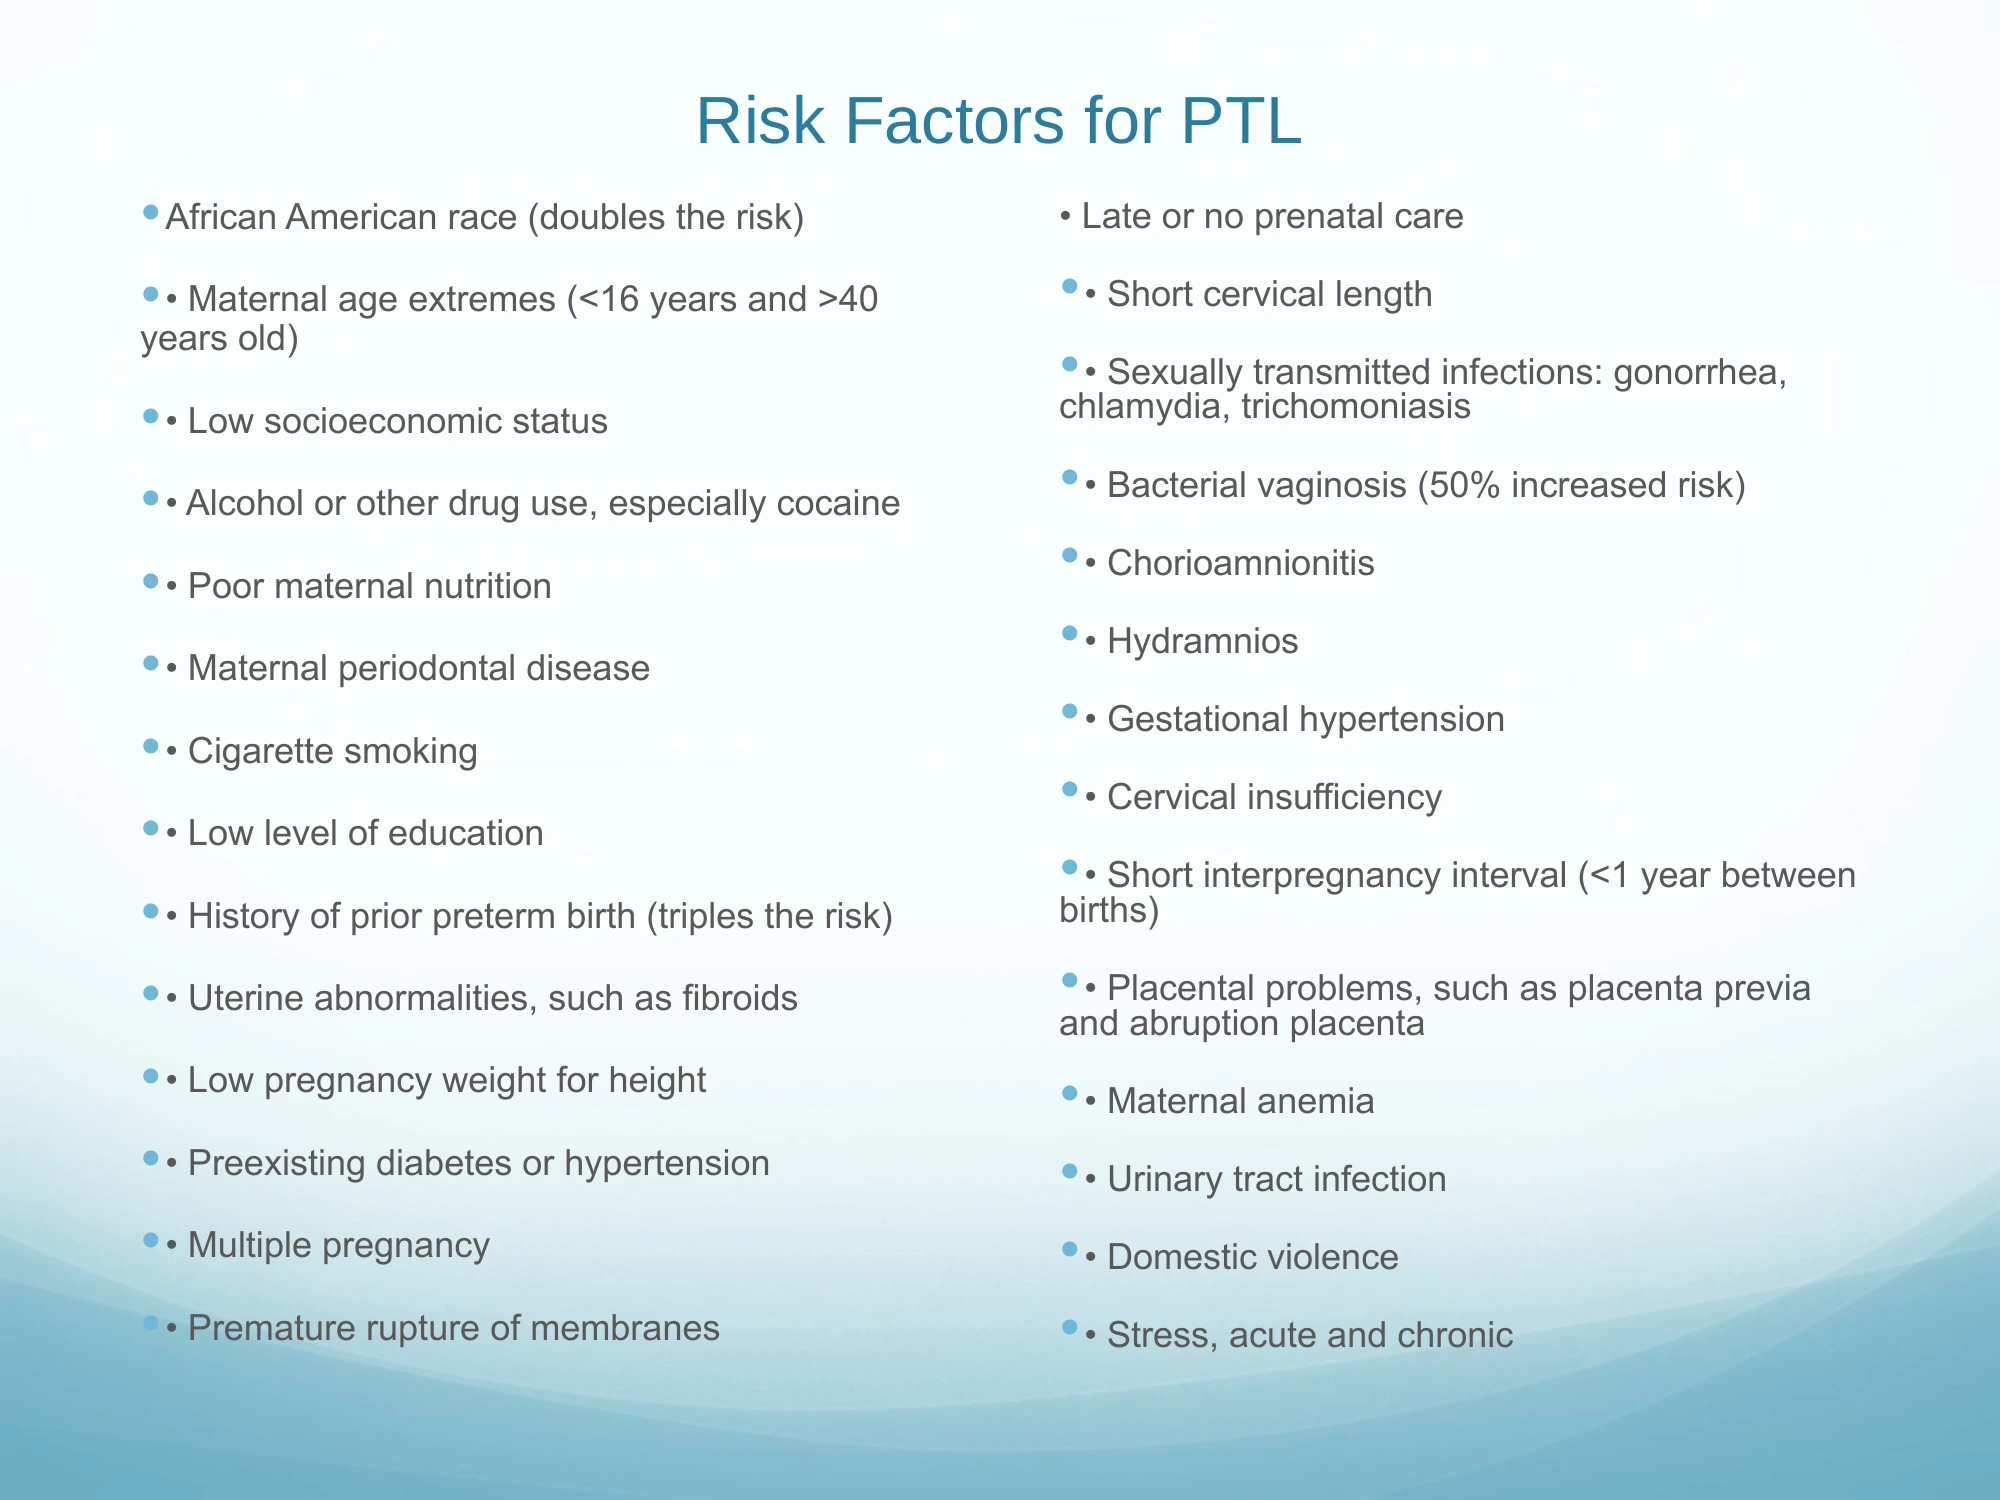 Risk Factors for PTL
•African American race (doubles the risk)
•• Maternal age extremes (<16 years and >40
years old)
•• Low socioeconomic status
•• Alcohol or other drug use, especially cocaine
•• Poor maternal nutrition
•• Maternal periodontal disease
•• Cigarette smoking
•• Low level of education
•• History of prior preterm birth (triples the risk)
•• Uterine abnormalities, such as fibroids
•• Low pregnancy weight for height
•• Preexisting diabetes or hypertension
•• Multiple pregnancy
•• Premature rupture of membranes
• Late or no prenatal care
•• Short cervical length
•• Sexually transmitted infections: gonorrhea,
chlamydia, trichomoniasis
•• Bacterial vaginosis (50% increased risk)
•• Chorioamnionitis
•• Hydramnios
•• Gestational hypertension
•• Cervical insufficiency
•• Short interpregnancy interval (<1 year between
births)
•• Placental problems, such as placenta previa
and abruption placenta
•• Maternal anemia
•• Urinary tract infection
•• Domestic violence
•• Stress, acute and chronic